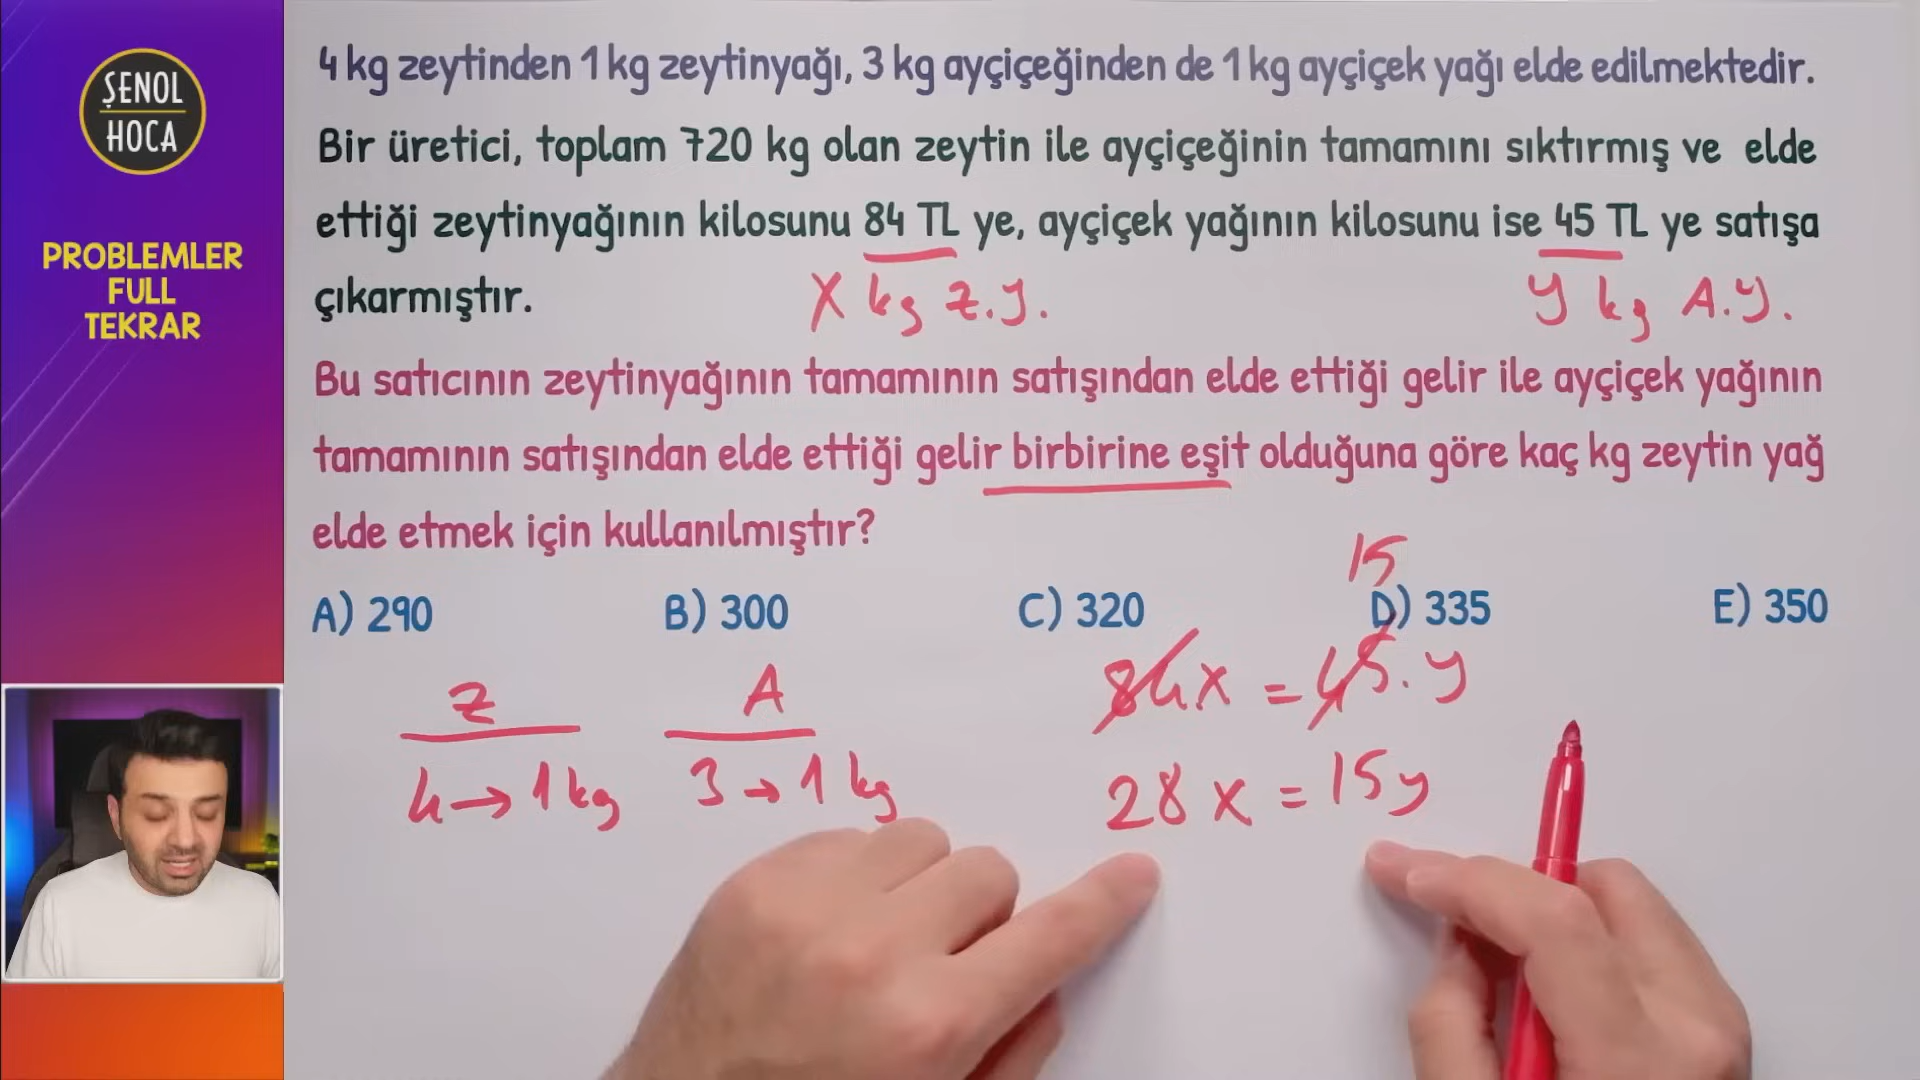 ŞENOL
HOCA
PROBLEMLER
FULL
TEKRAR
4 kg zeytinden 1 kg zeytinyağı, 3 kg ayçiçeğinden de 1 kg ayçiçek yağı elde edilmektedir.
Bir üretici, toplam 720 kg olan zeytin ile ayçiçeğinin tamamını sıktırmış ve elde
ettiği zeytinyağının kilosunu 84 TL ye, ayçiçek yağının kilosunu ise 45 TL ye satışa
çıkarmıştır.
X kg z.y.
y kg A.y.
Bu satıcının zeytinyağının tamamının satışından elde ettiği gelir ile ayçiçek yağının
tamamının satışından elde ettiği gelir birbirine eşit olduğuna göre kaç kg zeytin yağ
elde etmek için kullanılmıştır?
15
A) 290 B) 300 C) 320 D) 335 E) 350
z A
84x = 45.y
4→1kg 3→1kg
28x = 15y